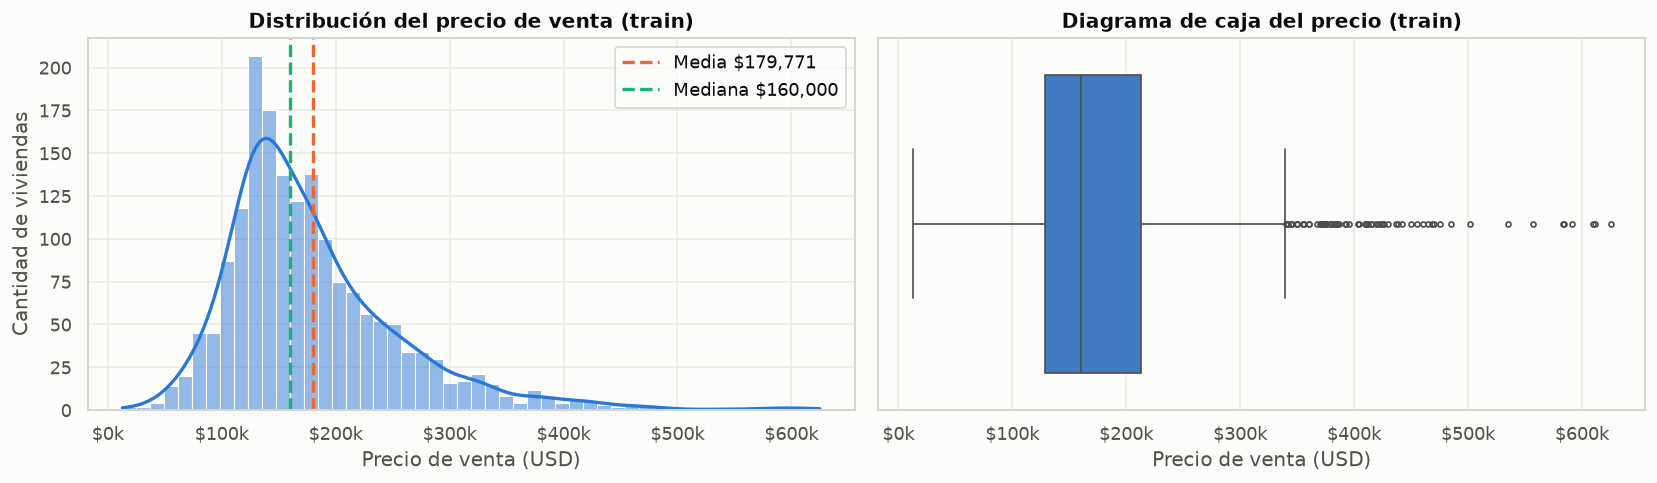 Distribución del precio de venta (train)
Media $179,771
Mediana $160,000
Cantidad de viviendas
200
175
150
125
100
75
50
25
0
$0k $100k $200k $300k $400k $500k $600k
Precio de venta (USD)
Diagrama de caja del precio (train)
$0k $100k $200k $300k $400k $500k $600k
Precio de venta (USD)